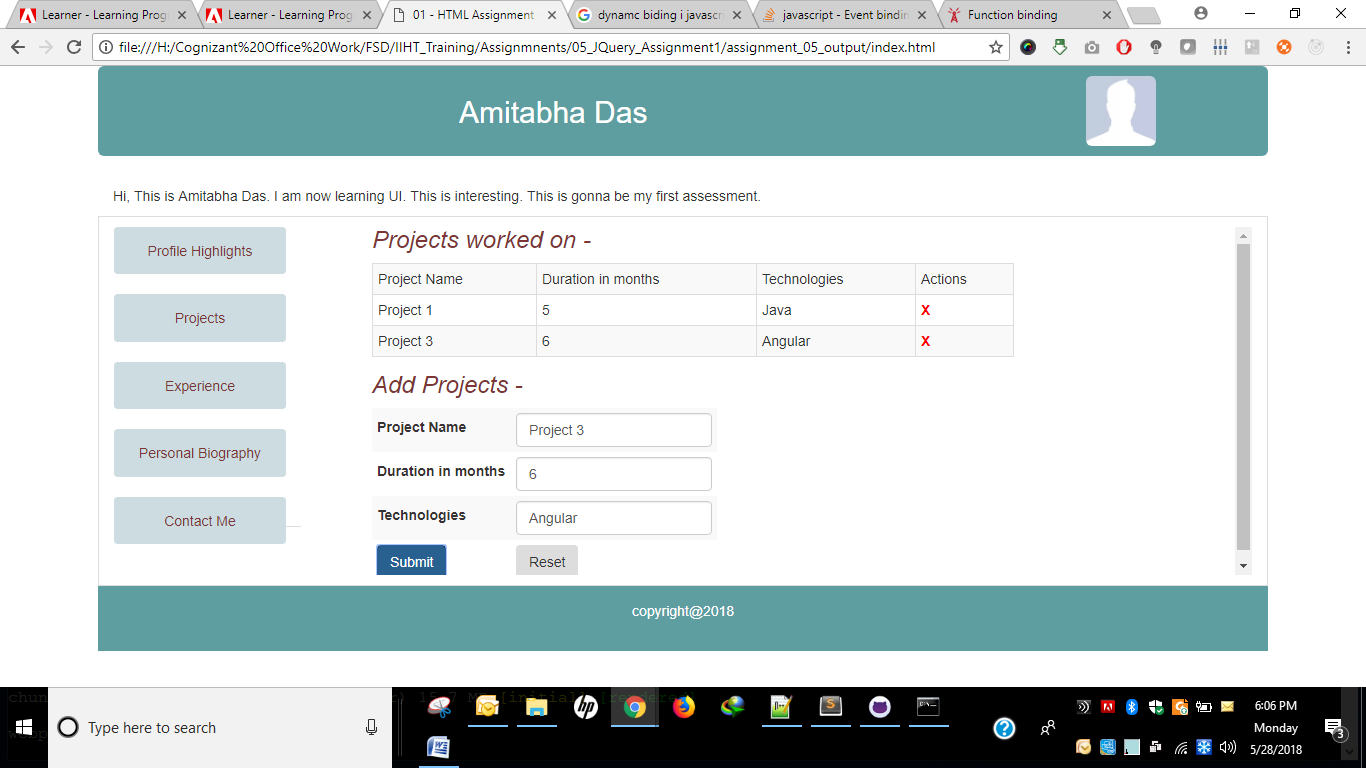 Learner - Learning Prog
Learner - Learning Prog
01 - HTML Assignment
dynamc biding i javascr
javascript - Event bindin
Function binding
file:///H:/Cognizant%20Office%20Work/FSD/IIHT_Training/Assignmnents/05_JQuery_Assignment1/assignment_05_output/index.html
Amitabha Das
Hi, This is Amitabha Das. I am now learning UI. This is interesting. This is gonna be my first assessment.
Profile Highlights
Projects
Experience
Personal Biography
Contact Me
Projects worked on -
Project Name Duration in months Technologies Actions
Project 1 5 Java X
Project 3 6 Angular X
Add Projects -
Project Name Project 3
Duration in months 6
Technologies Angular
Submit Reset
copyright@2018
Type here to search
6:06 PM
Monday
5/28/2018
3